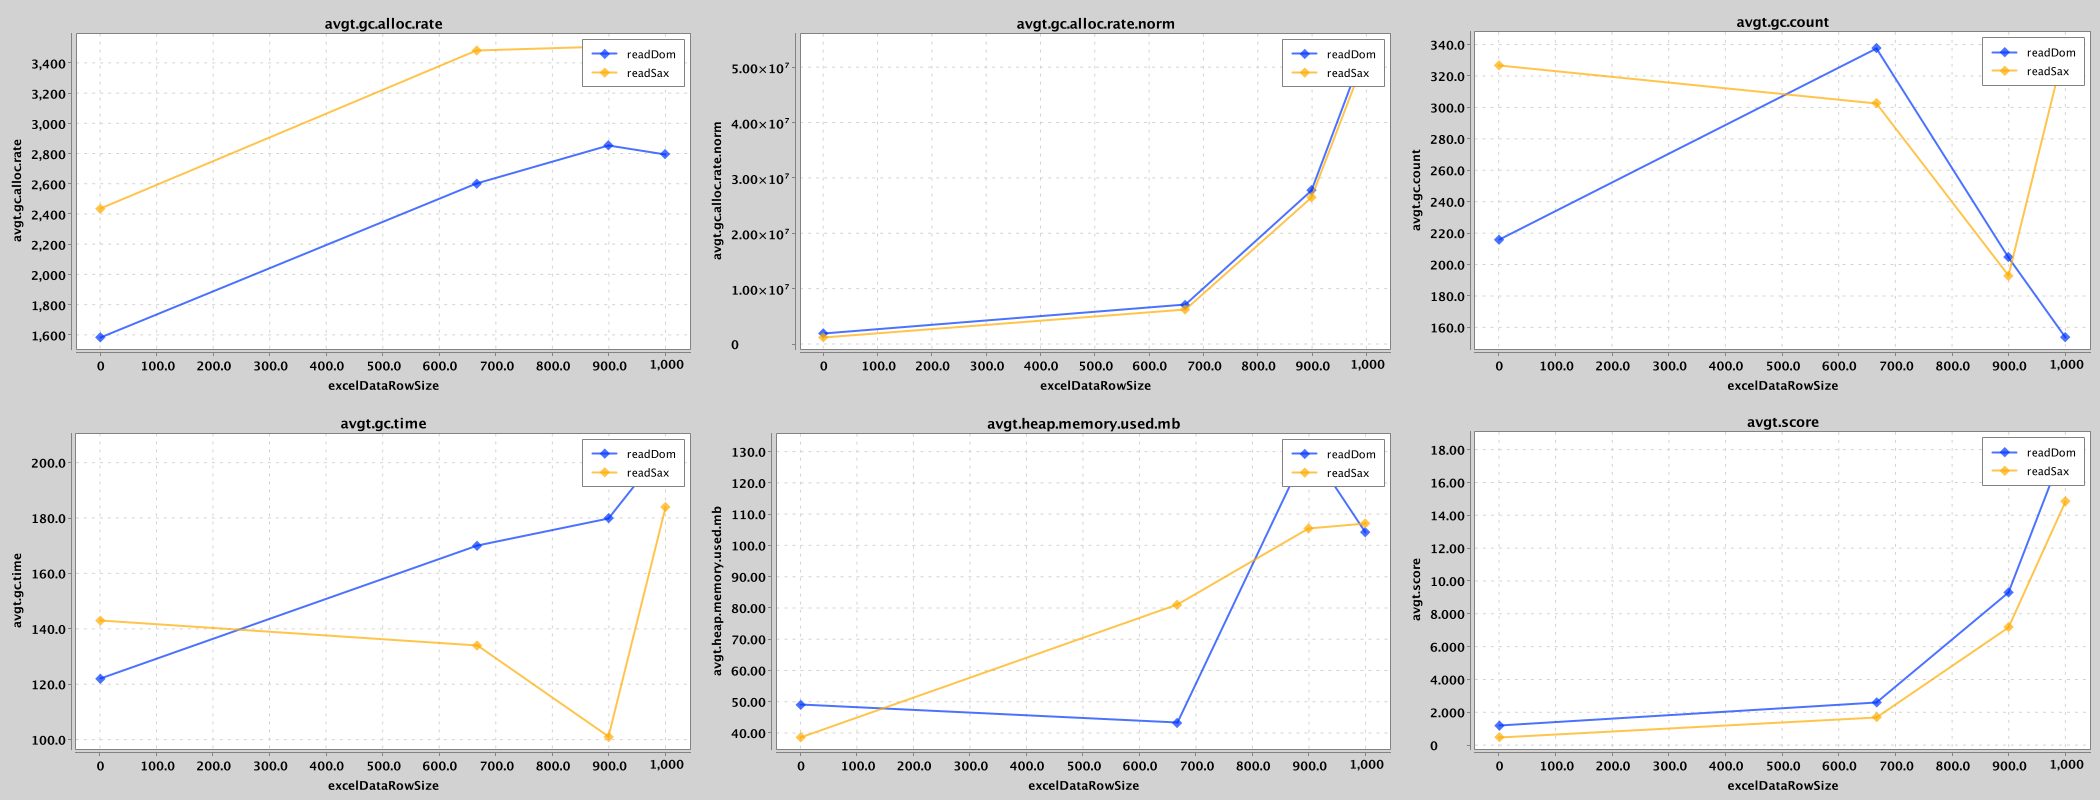 avgt.gc.alloc.rate
readDom
readSax
3,400
3,200
3,000
2,800
2,600
2,400
2,200
2,000
1,800
1,600
avgt.gc.alloc.rate
0 100.0 200.0 300.0 400.0 500.0 600.0 700.0 800.0 900.0 1,000
excelDataRowSize
avgt.gc.alloc.rate.norm
readDom
readSax
5.00×10⁷
4.00×10⁷
3.00×10⁷
2.00×10⁷
1.00×10⁷
0
avgt.gc.alloc.rate.norm
0 100.0 200.0 300.0 400.0 500.0 600.0 700.0 800.0 900.0 1,000
excelDataRowSize
avgt.gc.count
readDom
readSax
340.0
320.0
300.0
280.0
260.0
240.0
220.0
200.0
180.0
160.0
avgt.gc.count
0 100.0 200.0 300.0 400.0 500.0 600.0 700.0 800.0 900.0 1,000
excelDataRowSize
avgt.gc.time
readDom
readSax
200.0
180.0
160.0
140.0
120.0
100.0
avgt.gc.time
0 100.0 200.0 300.0 400.0 500.0 600.0 700.0 800.0 900.0 1,000
excelDataRowSize
avgt.heap.memory.used.mb
readDom
readSax
130.0
120.0
110.0
100.0
90.00
80.00
70.00
60.00
50.00
40.00
avgt.heap.memory.used.mb
0 100.0 200.0 300.0 400.0 500.0 600.0 700.0 800.0 900.0 1,000
excelDataRowSize
avgt.score
readDom
readSax
18.00
16.00
14.00
12.00
10.00
8.000
6.000
4.000
2.000
0
avgt.score
0 100.0 200.0 300.0 400.0 500.0 600.0 700.0 800.0 900.0 1,000
excelDataRowSize